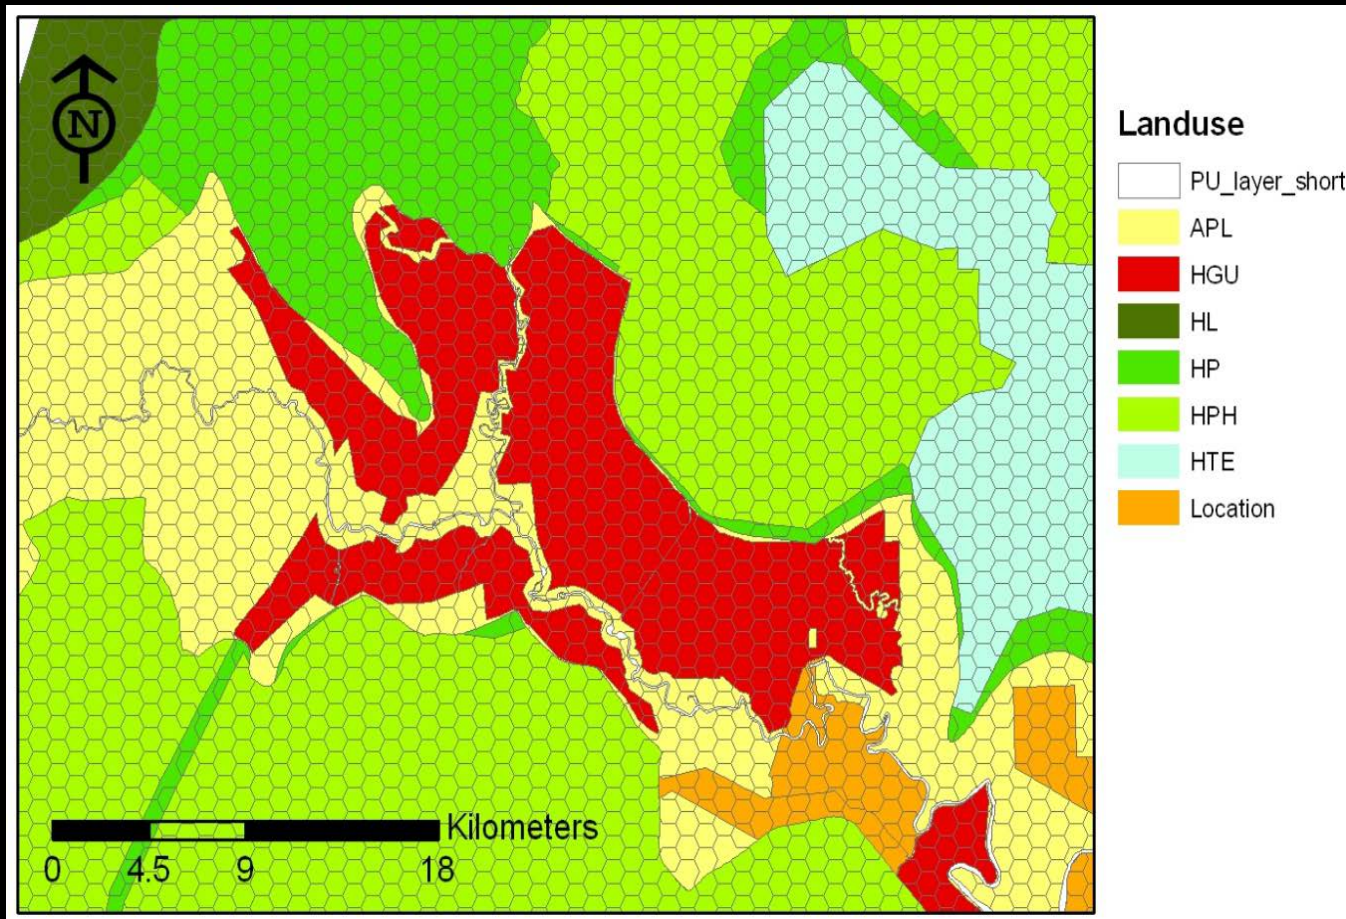 N
Landuse
PU_layer_short
APL
HGU
HL
HP
HPH
HTE
Location
Kilometers
0 4.5 9 18